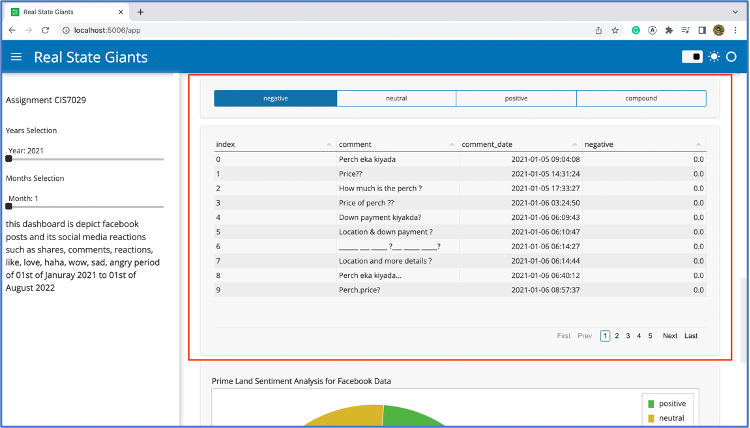 Real State Giants
localhost:5006/app
Real State Giants
Assignment CIS7029
Years Selection
Year: 2021
Months Selection
Month: 1
this dashboard is depict facebook
posts and its social media reactions
such as shares, comments, reactions,
like, love, haha, wow, sad, angry period
of 01st of Januray 2021 to 01st of
August 2022
negative neutral positive compound
index comment comment_date negative
0 Perch eka kiyada 2021-01-05 09:04:08 0.0
1 Price?? 2021-01-05 14:31:24 0.0
2 How much is the perch ? 2021-01-05 17:33:27 0.0
3 Price of perch ?? 2021-01-06 03:24:50 0.0
4 Down payment kiyakda? 2021-01-06 06:09:43 0.0
5 Location & down payment ? 2021-01-06 06:10:47 0.0
6 _____ ___ _____ ?___ _____ _____? 2021-01-06 06:14:27 0.0
7 Location and more details ? 2021-01-06 06:14:44 0.0
8 Perch eka kiyada... 2021-01-06 06:40:12 0.0
9 Perch.price? 2021-01-06 08:57:37 0.0
First Prev 1 2 3 4 5 Next Last
Prime Land Sentiment Analysis for Facebook Data
positive
neutral